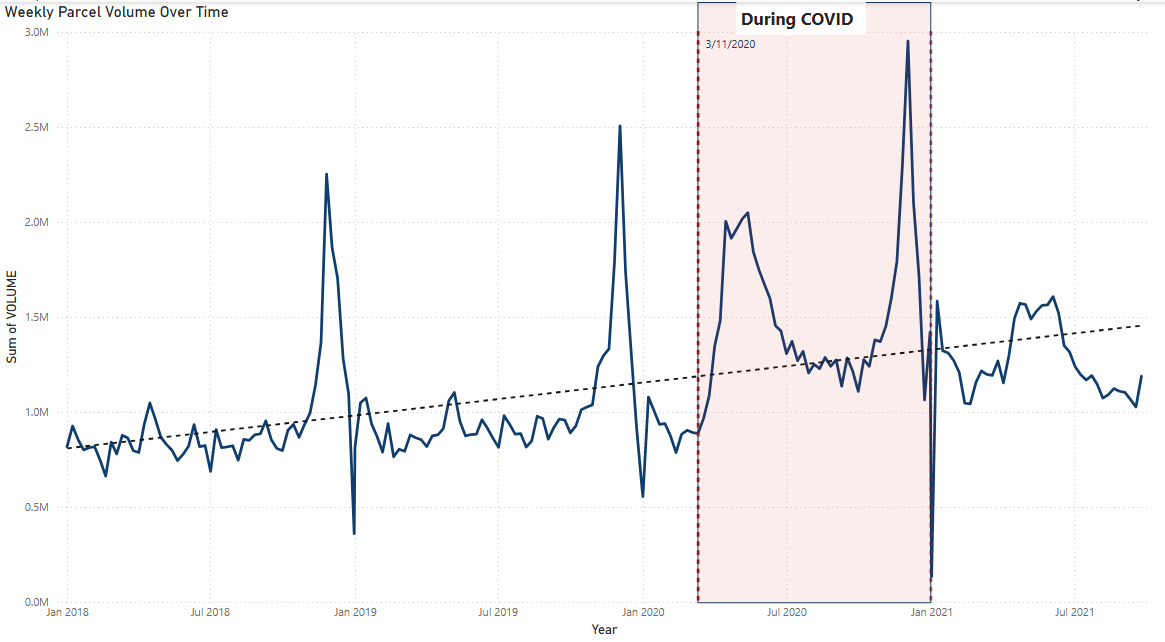 Weekly Parcel Volume Over Time
During COVID
3/11/2020
3.0M
2.5M
2.0M
1.5M
1.0M
0.5M
0.0M
Sum of VOLUME
Jan 2018
Jul 2018
Jan 2019
Jul 2019
Jan 2020
Jul 2020
Jan 2021
Jul 2021
Year